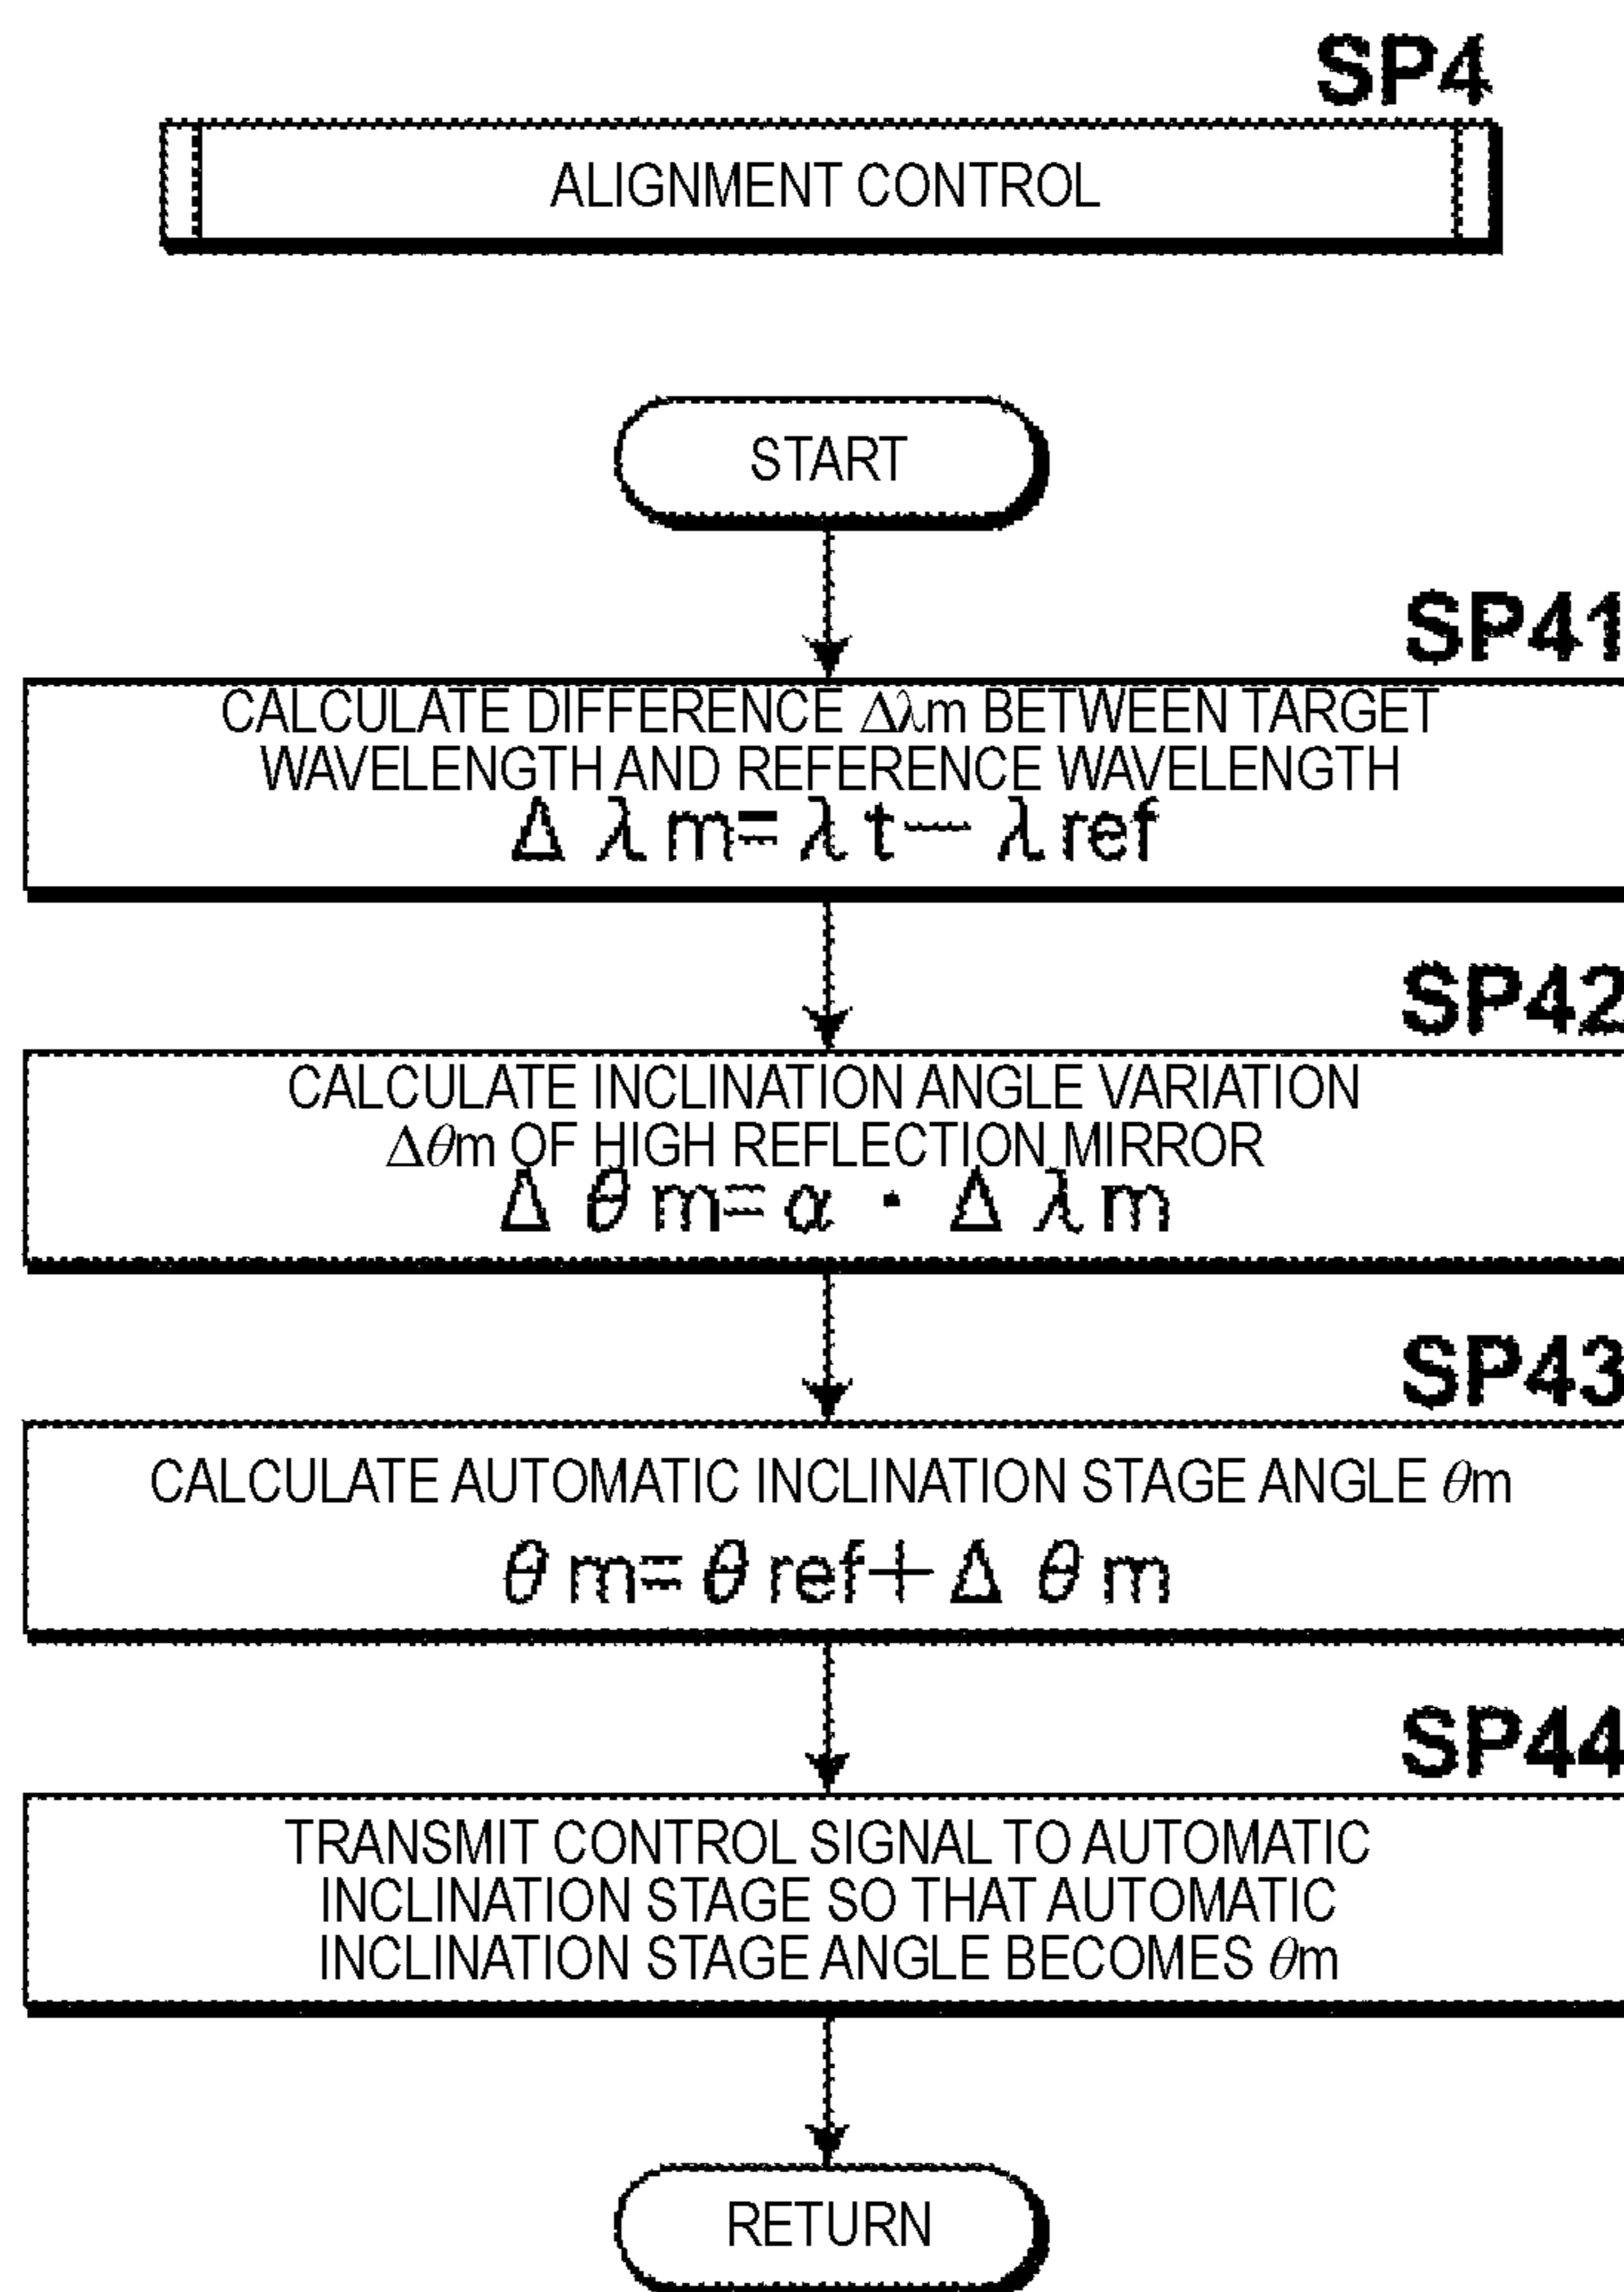 SP4
ALIGNMENT CONTROL
START
SP41
CALCULATE DIFFERENCE Δλm BETWEEN TARGET
WAVELENGTH AND REFERENCE WAVELENGTH
Δλm=λt−λref
SP42
CALCULATE INCLINATION ANGLE VARIATION
Δθm OF HIGH REFLECTION MIRROR
Δθm=α・Δλm
SP43
CALCULATE AUTOMATIC INCLINATION STAGE ANGLE θm
θm=θref+Δθm
SP44
TRANSMIT CONTROL SIGNAL TO AUTOMATIC
INCLINATION STAGE SO THAT AUTOMATIC
INCLINATION STAGE ANGLE BECOMES θm
RETURN